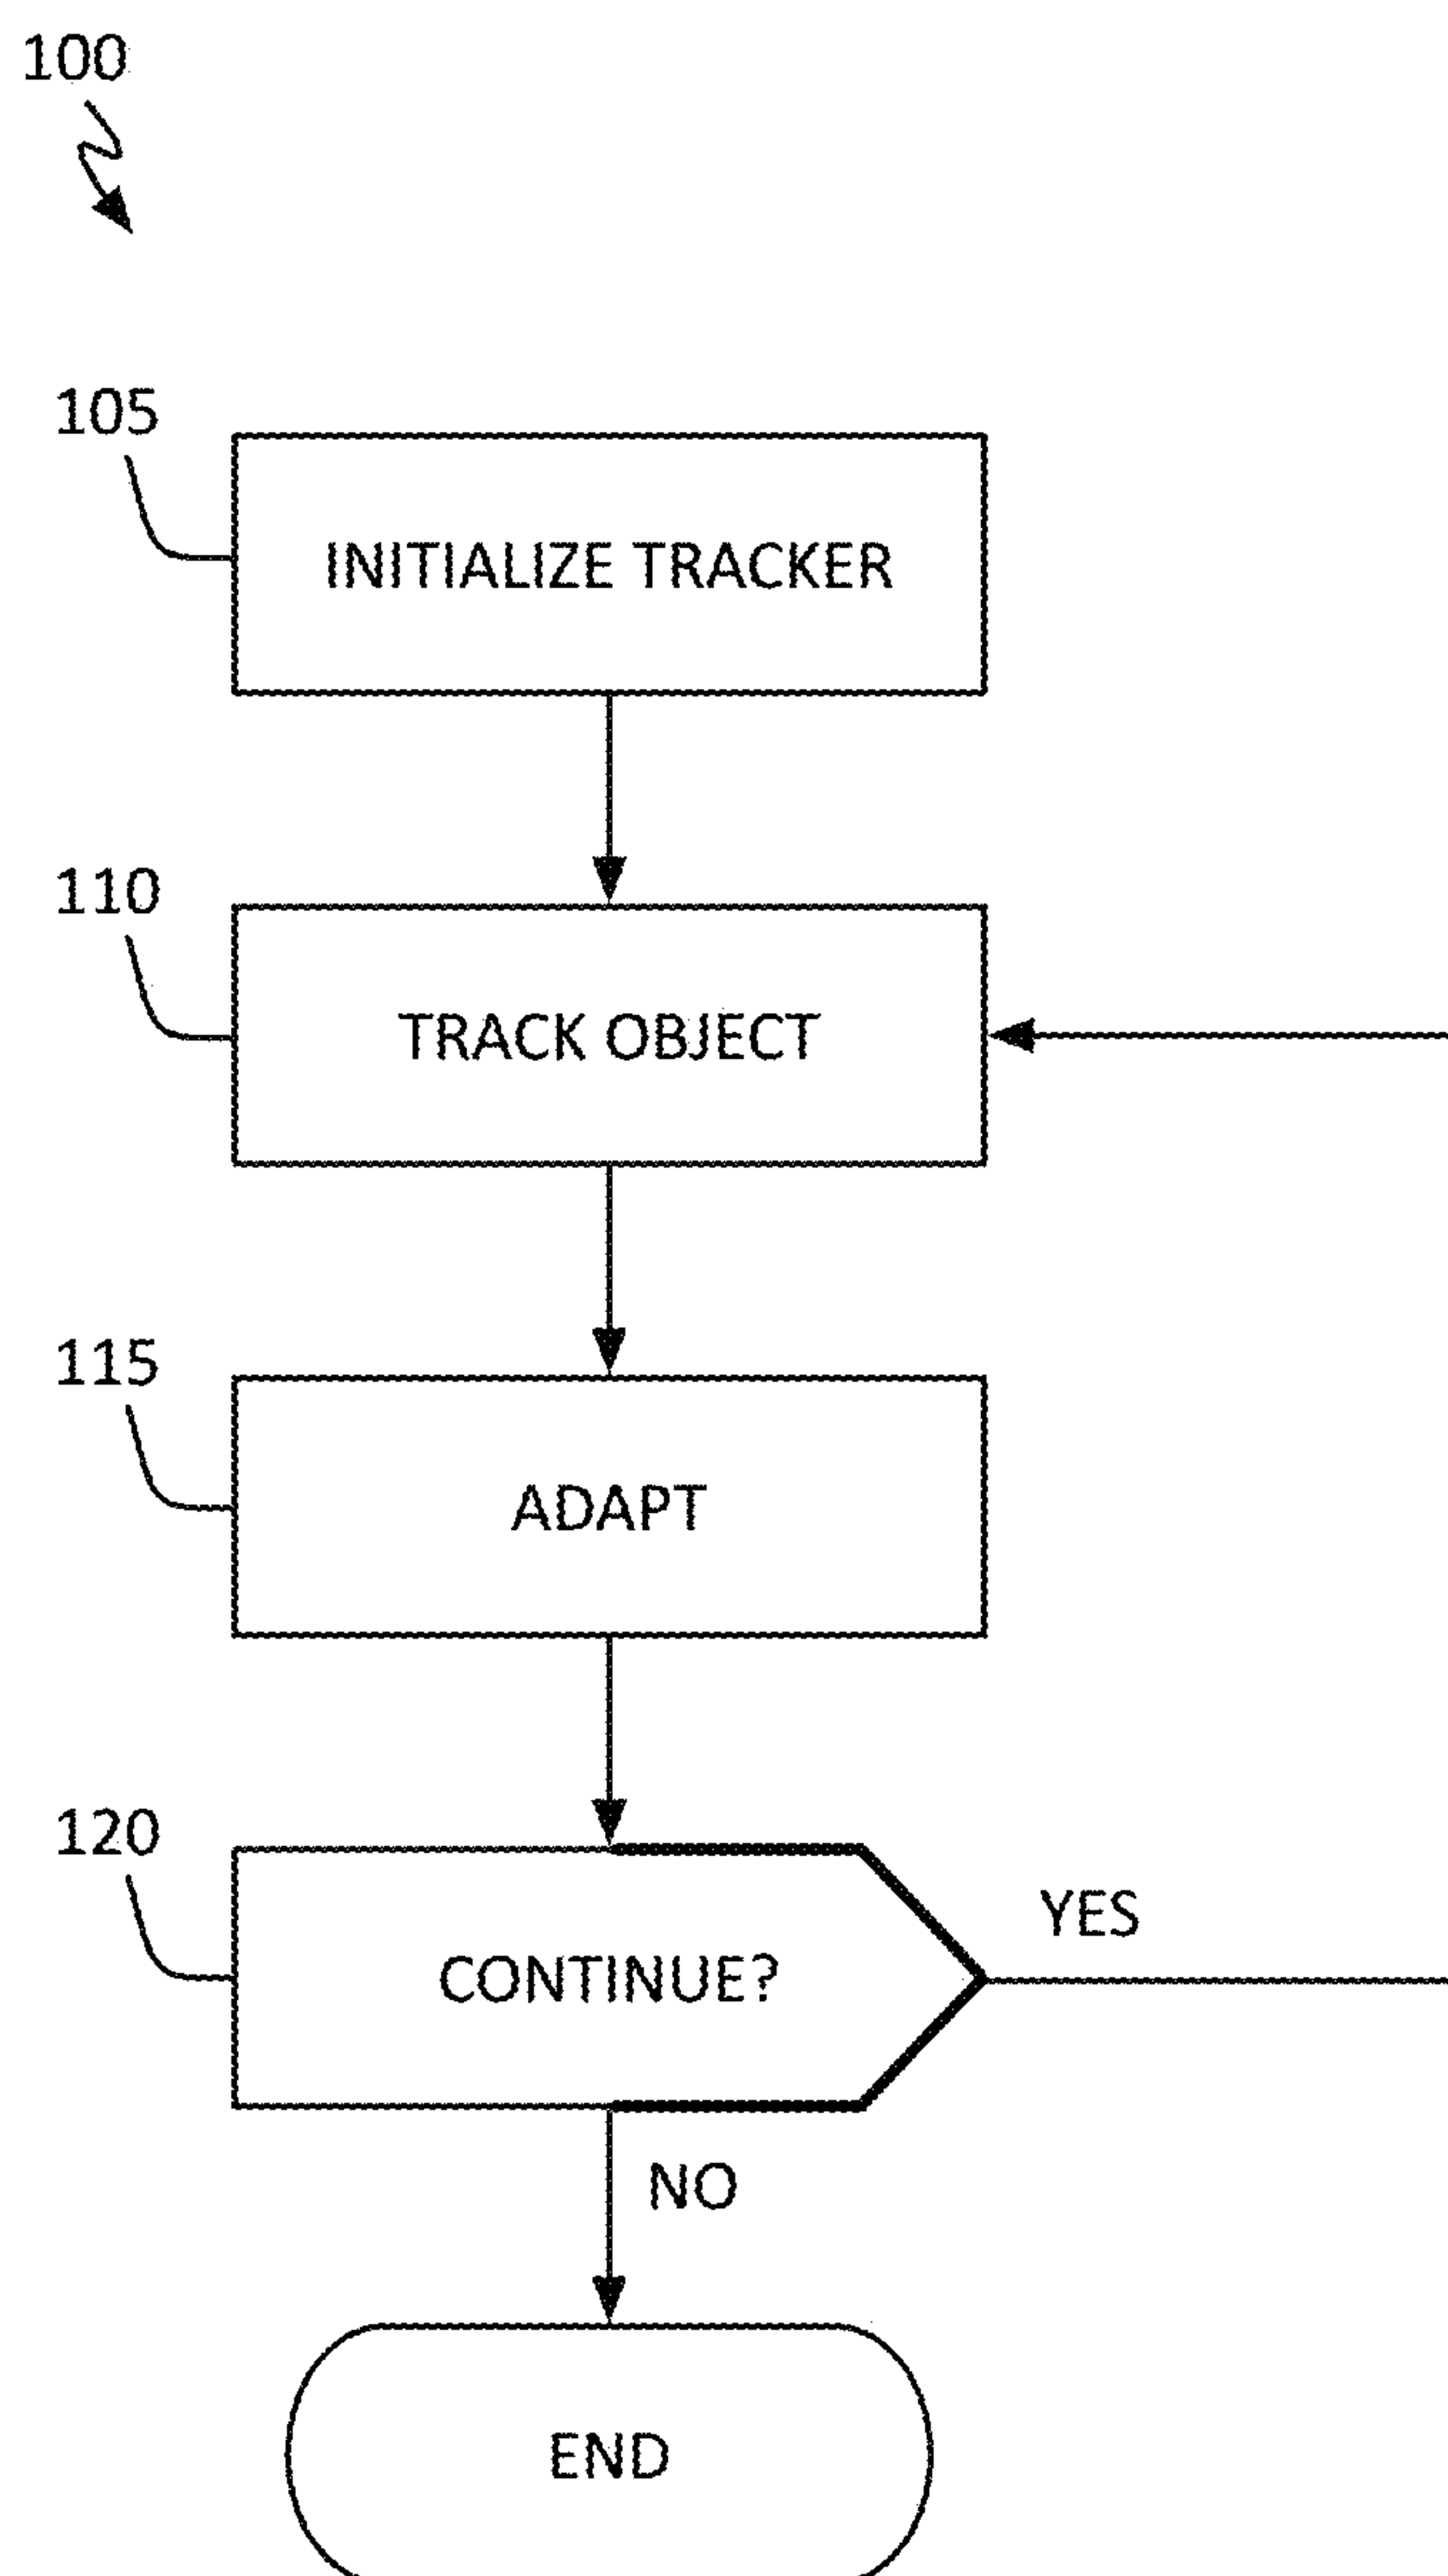 100
105
INITIALIZE TRACKER
110
TRACK OBJECT
115
ADAPT
120
YES
CONTINUE?
NO
END